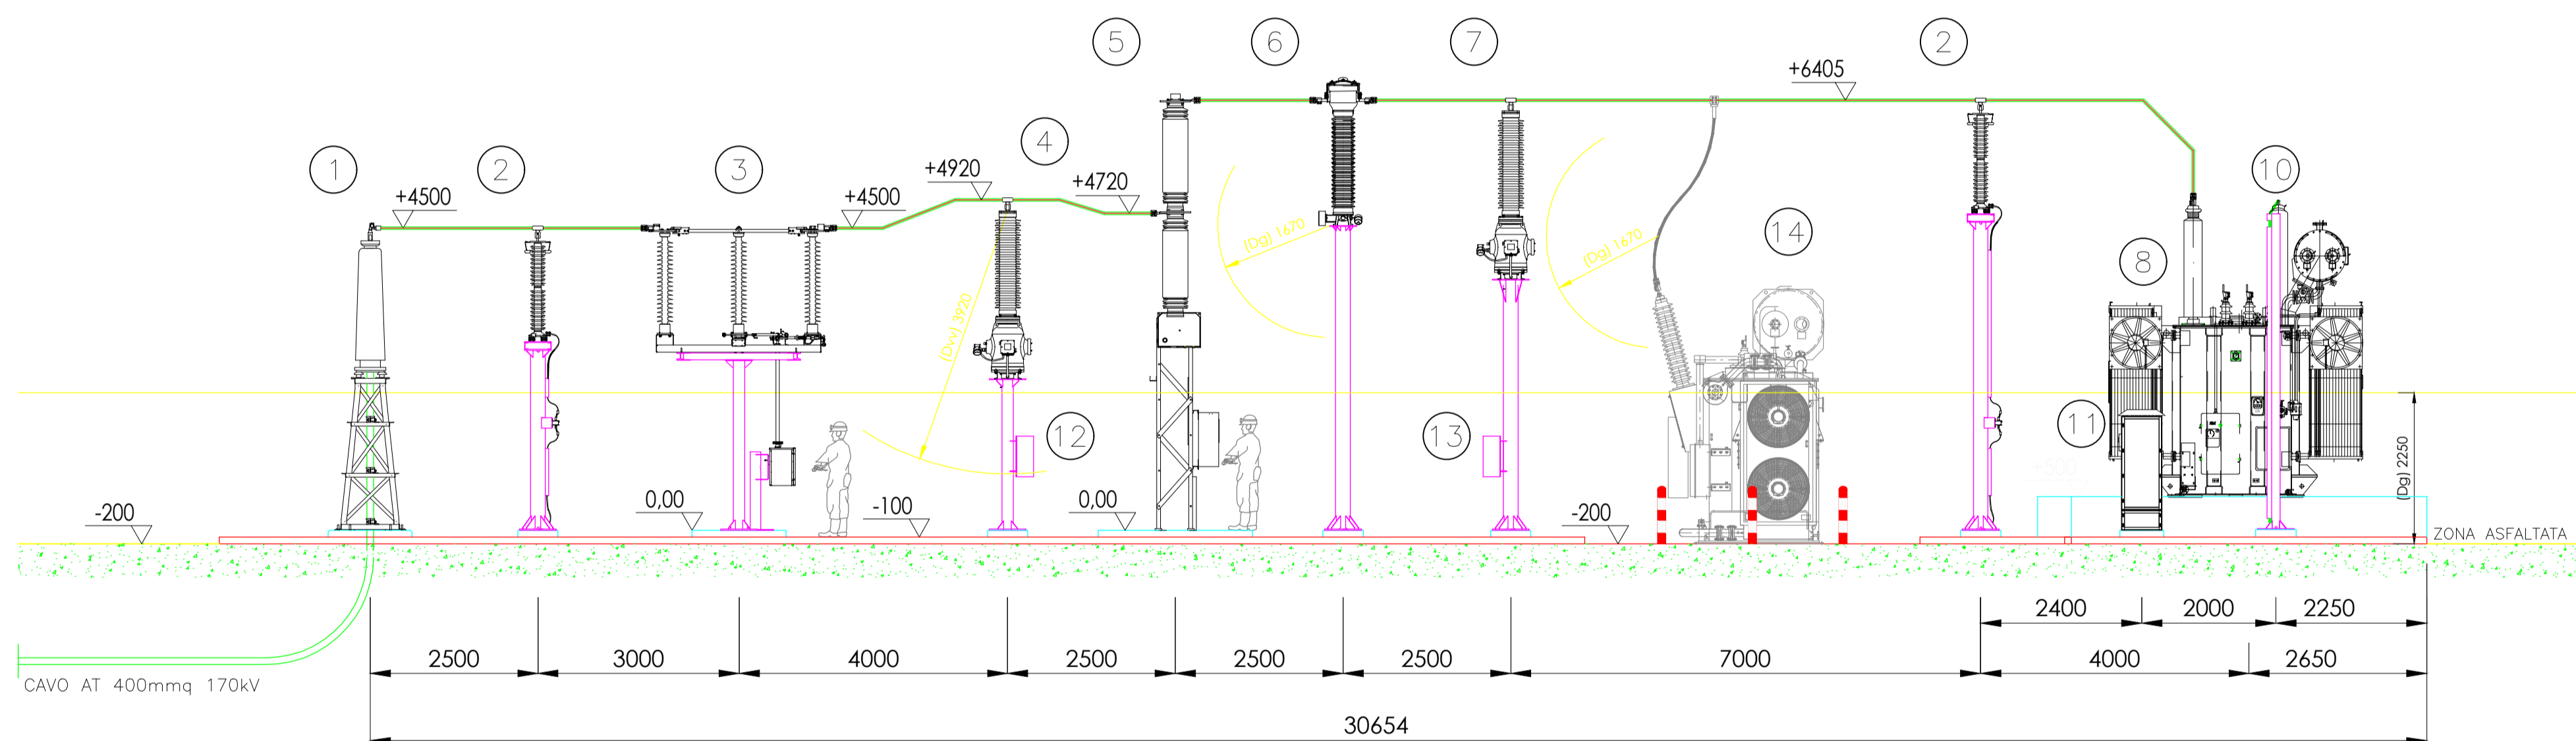 5 6 7 2
+6405
1 2 3 4 10
+4500 +4500 +4920 +4720
(Dvv) 3920 (Dg) 1670 (Dg) 1670
14 8
12 13 11
+500
(Dg) 2250
-200 0,00 -100 0,00 -200
ZONA ASFALTATA
2400 2000 2250
2500 3000 4000 2500 2500 2500 7000 4000 2650
CAVO AT 400mmq 170kV
30654